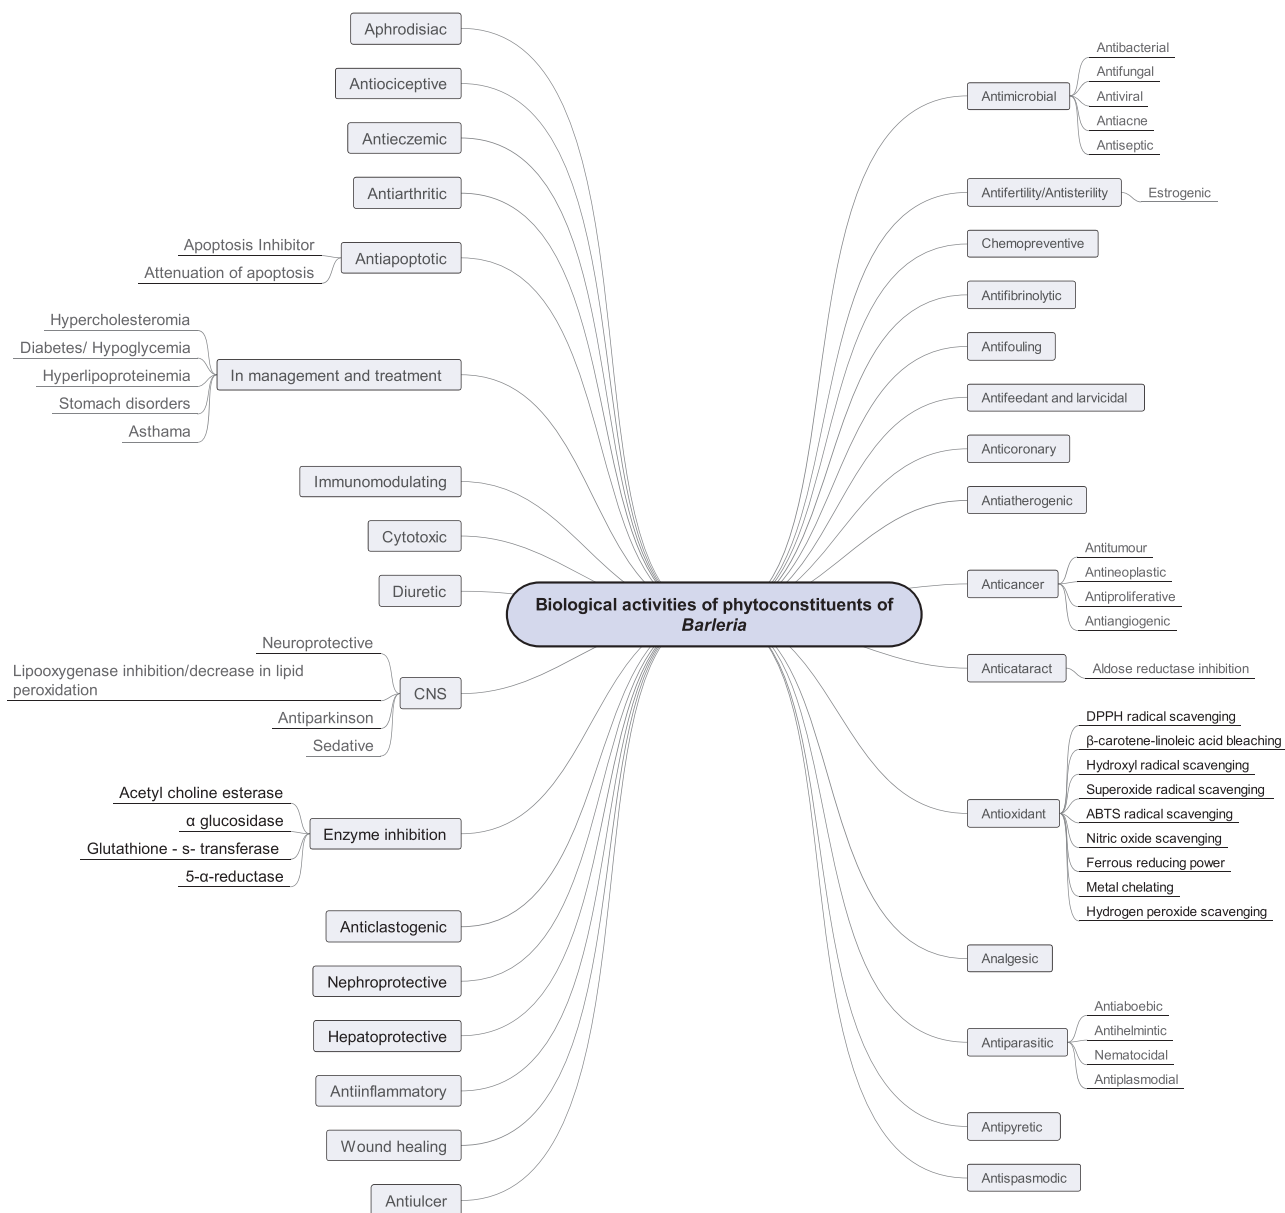 Aphrodisiac
Antiociceptive
Antieczemic
Antiarthritic
Apoptosis Inhibitor
Attenuation of apoptosis
Antiapoptotic
Hypercholesteromia
Diabetes/ Hypoglycemia
Hyperlipoproteinemia
Stomach disorders
Asthama
In management and treatment
Immunomodulating
Cytotoxic
Diuretic
Neuroprotective
Lipooxygenase inhibition/decrease in lipid
peroxidation
Antiparkinson
Sedative
CNS
Acetyl choline esterase
α glucosidase
Glutathione - s- transferase
5-α-reductase
Enzyme inhibition
Anticlastogenic
Nephroprotective
Hepatoprotective
Antiinflammatory
Wound healing
Antiulcer
Biological activities of phytoconstituents of
Barleria
Antimicrobial
Antibacterial
Antifungal
Antiviral
Antiacne
Antiseptic
Antifertility/Antisterility
Estrogenic
Chemopreventive
Antifibrinolytic
Antifouling
Antifeedant and larvicidal
Anticoronary
Antiatherogenic
Anticancer
Antitumour
Antineoplastic
Antiproliferative
Antiangiogenic
Anticataract
Aldose reductase inhibition
Antioxidant
DPPH radical scavenging
β-carotene-linoleic acid bleaching
Hydroxyl radical scavenging
Superoxide radical scavenging
ABTS radical scavenging
Nitric oxide scavenging
Ferrous reducing power
Metal chelating
Hydrogen peroxide scavenging
Analgesic
Antiparasitic
Antiaboebic
Antihelmintic
Nematocidal
Antiplasmodial
Antipyretic
Antispasmodic